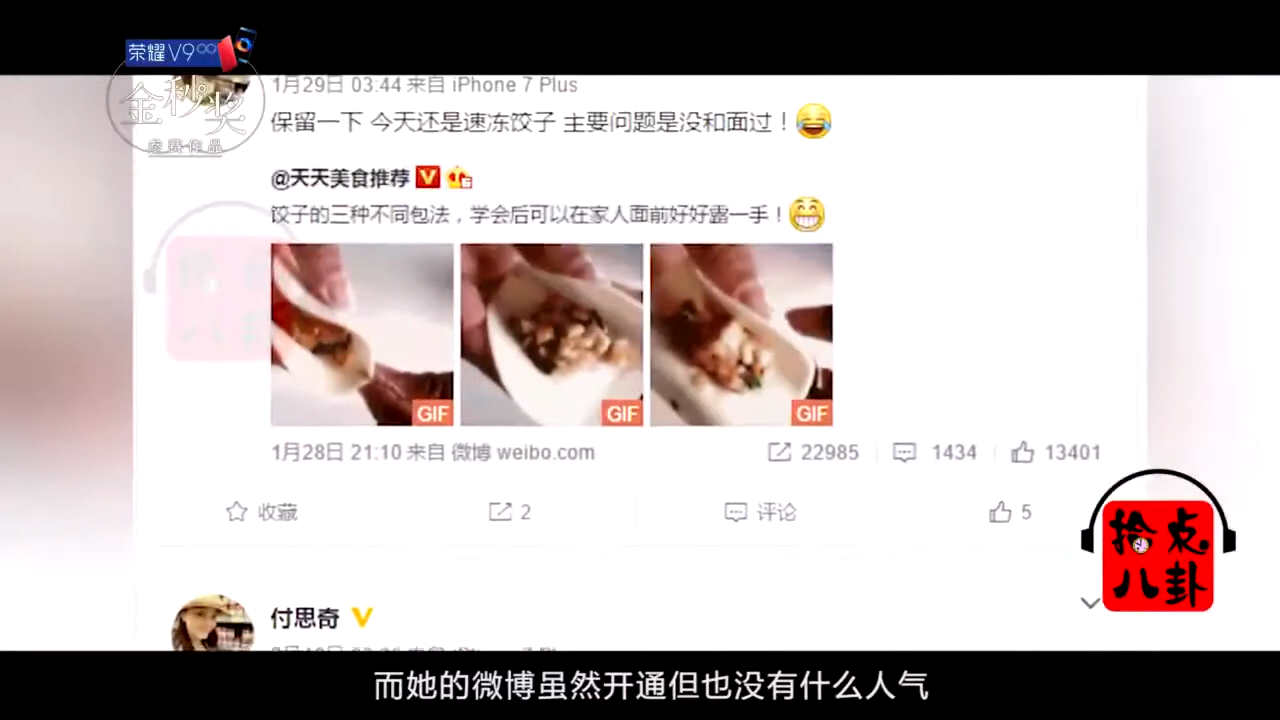 荣耀V9
金秒奖
参赛作品
1月29日 03:44 来自 iPhone 7 Plus
保留一下 今天还是速冻饺子 主要问题是没和面过！
@天天美食推荐
饺子的三种不同包法，学会后可以在家人面前好好露一手！
GIF GIF GIF
1月28日 21:10 来自 微博 weibo.com 22985 1434 13401
收藏 2 评论 5
拾点
八卦
付思奇
而她的微博虽然开通但也没有什么人气